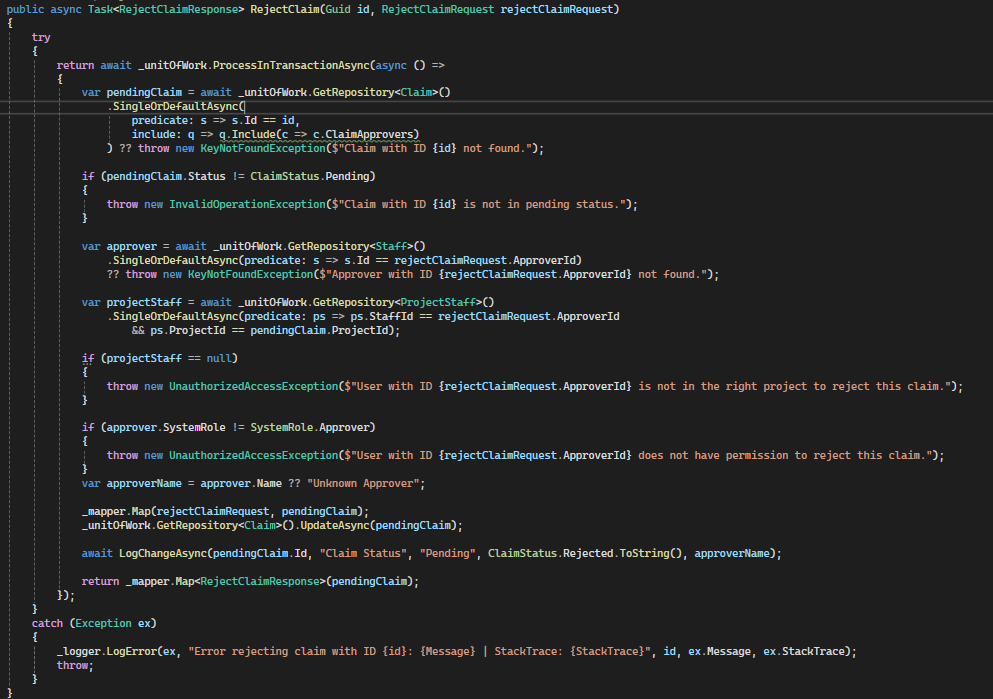 public async Task<RejectClaimResponse> RejectClaim(Guid id, RejectClaimRequest rejectClaimRequest)
{
    try
    {
        return await _unitOfWork.ProcessInTransactionAsync(async () =>
        {
            var pendingClaim = await _unitOfWork.GetRepository<Claim>()
                .SingleOrDefaultAsync(
                    predicate: s => s.Id == id,
                    include: q => q.Include(c => c.ClaimApprovers)
                ) ?? throw new KeyNotFoundException($"Claim with ID {id} not found.");

            if (pendingClaim.Status != ClaimStatus.Pending)
            {
                throw new InvalidOperationException($"Claim with ID {id} is not in pending status.");
            }

            var approver = await _unitOfWork.GetRepository<Staff>()
                .SingleOrDefaultAsync(predicate: s => s.Id == rejectClaimRequest.ApproverId)
                ?? throw new KeyNotFoundException($"Approver with ID {rejectClaimRequest.ApproverId} not found.");

            var projectStaff = await _unitOfWork.GetRepository<ProjectStaff>()
                .SingleOrDefaultAsync(predicate: ps => ps.StaffId == rejectClaimRequest.ApproverId
                    && ps.ProjectId == pendingClaim.ProjectId);

            if (projectStaff == null)
            {
                throw new UnauthorizedAccessException($"User with ID {rejectClaimRequest.ApproverId} is not in the right project to reject this claim.");
            }

            if (approver.SystemRole != SystemRole.Approver)
            {
                throw new UnauthorizedAccessException($"User with ID {rejectClaimRequest.ApproverId} does not have permission to reject this claim.");
            }
            var approverName = approver.Name ?? "Unknown Approver";

            _mapper.Map(rejectClaimRequest, pendingClaim);
            _unitOfWork.GetRepository<Claim>().UpdateAsync(pendingClaim);

            await LogChangeAsync(pendingClaim.Id, "Claim Status", "Pending", ClaimStatus.Rejected.ToString(), approverName);

            return _mapper.Map<RejectClaimResponse>(pendingClaim);
        });
    }
    catch (Exception ex)
    {
        _logger.LogError(ex, "Error rejecting claim with ID {id}: {Message} | StackTrace: {StackTrace}", id, ex.Message, ex.StackTrace);
        throw;
    }
}